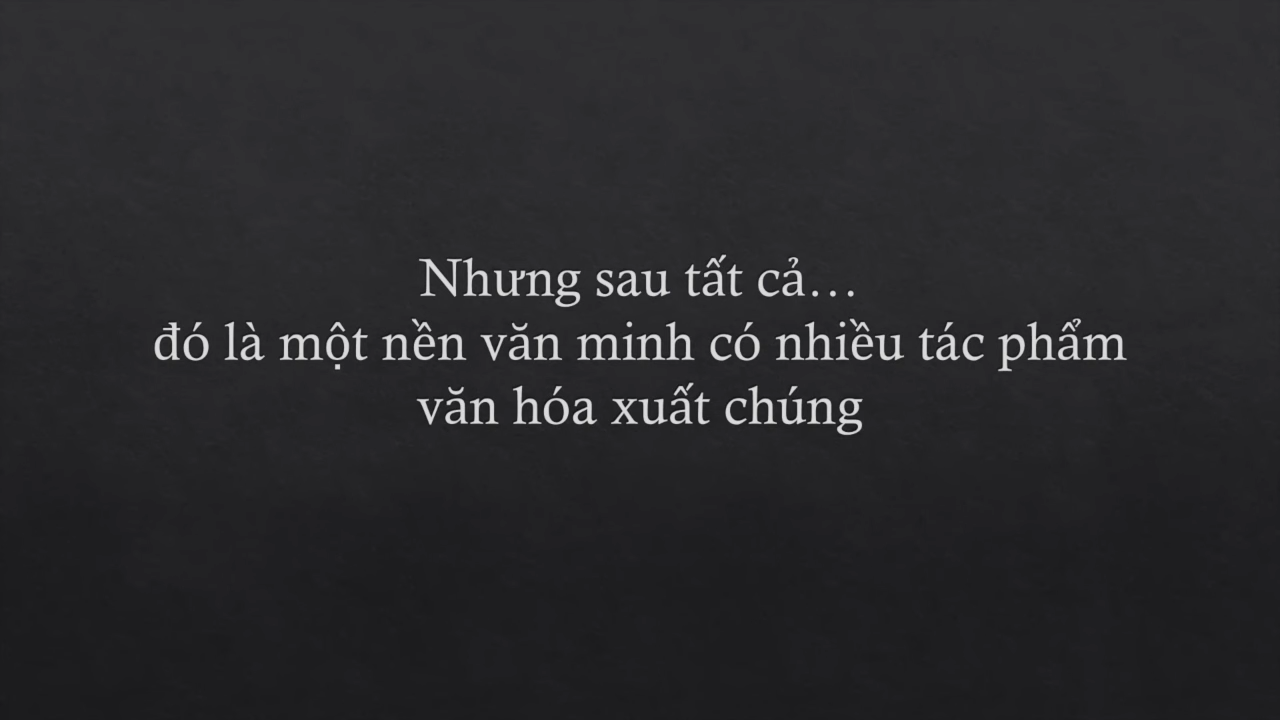 Nhưng sau tất cả…
đó là một nền văn minh có nhiều tác phẩm
văn hóa xuất chúng